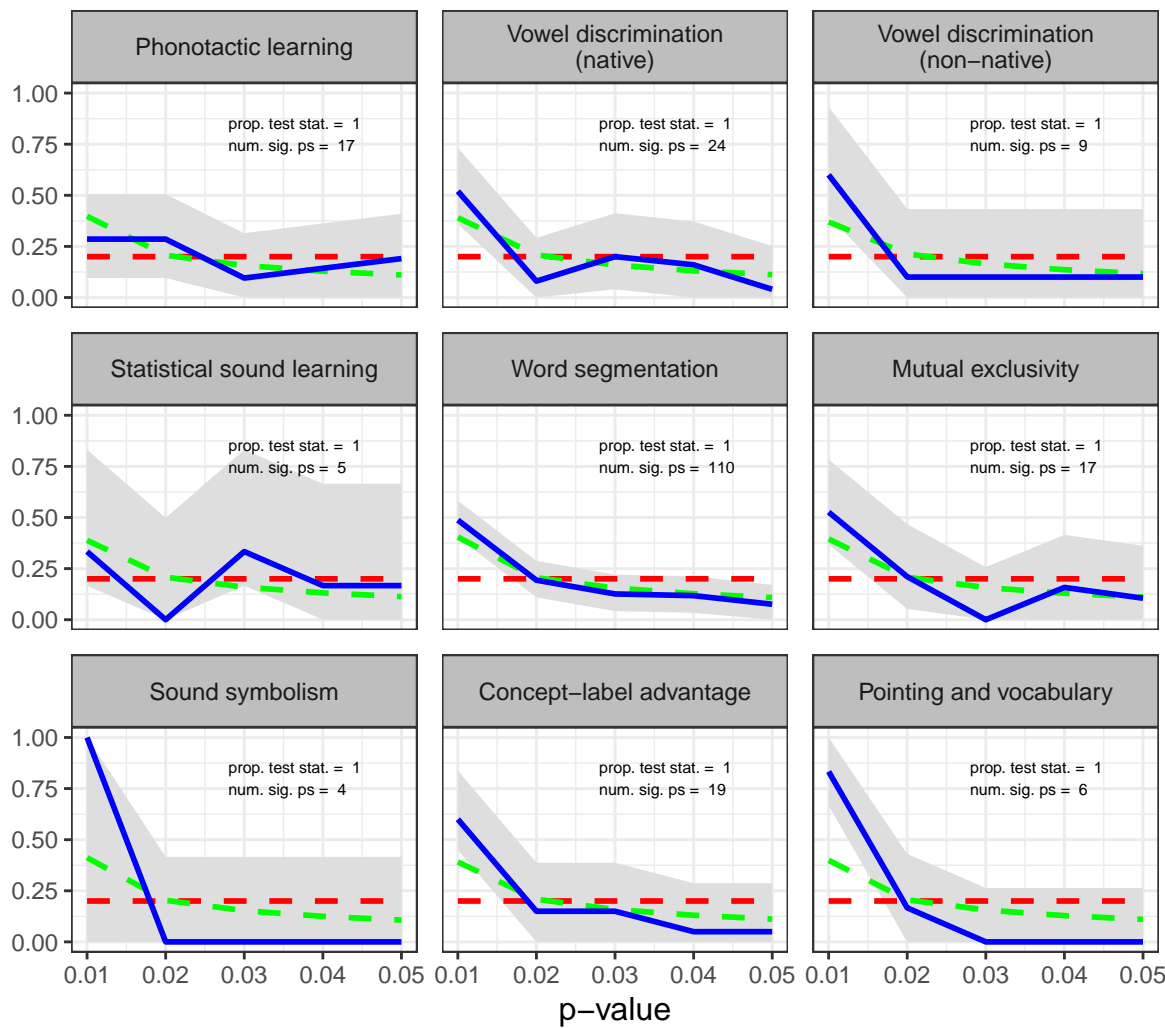 Phonotactic learning
Vowel discrimination
(native)
Vowel discrimination
(non−native)
1.00
0.75
0.50
0.25
0.00
prop. test stat. = 1
num. sig. ps = 17
prop. test stat. = 1
num. sig. ps = 24
prop. test stat. = 1
num. sig. ps = 9
Statistical sound learning
Word segmentation
Mutual exclusivity
1.00
0.75
0.50
0.25
0.00
prop. test stat. = 1
num. sig. ps = 5
prop. test stat. = 1
num. sig. ps = 110
prop. test stat. = 1
num. sig. ps = 17
Sound symbolism
Concept−label advantage
Pointing and vocabulary
1.00
0.75
0.50
0.25
0.00
prop. test stat. = 1
num. sig. ps = 4
prop. test stat. = 1
num. sig. ps = 19
prop. test stat. = 1
num. sig. ps = 6
0.01 0.02 0.03 0.04 0.05
0.01 0.02 0.03 0.04 0.05
0.01 0.02 0.03 0.04 0.05
p−value